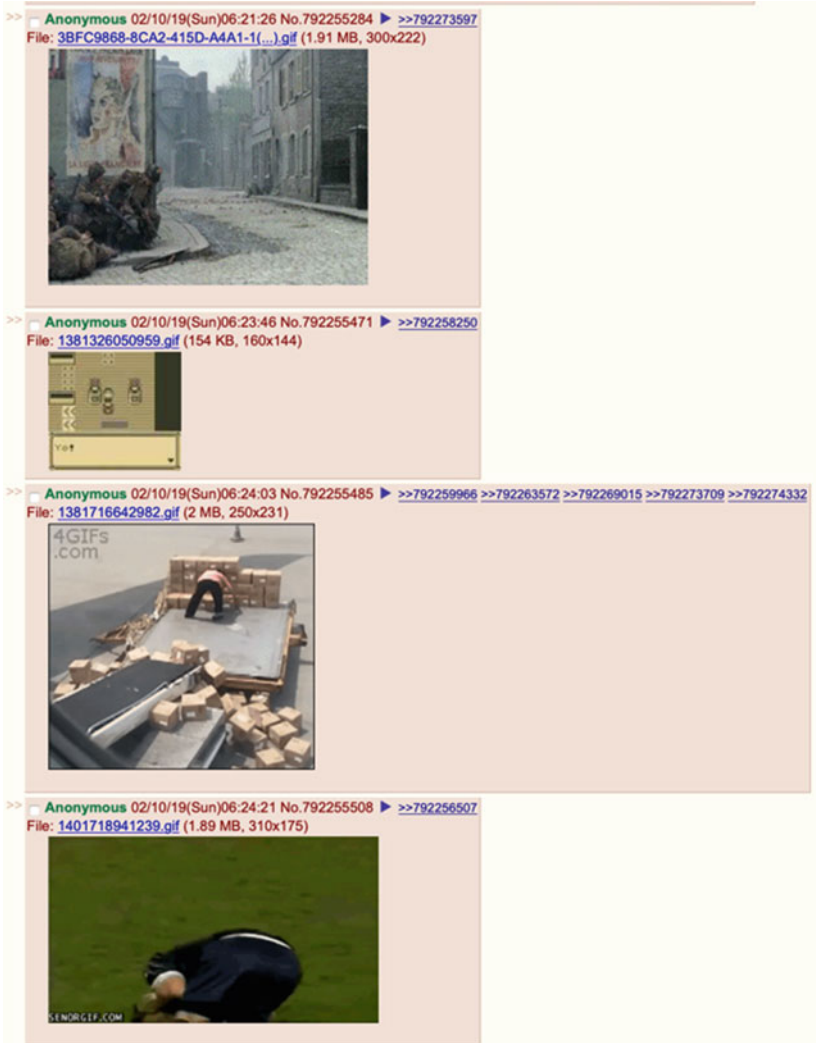 >> Anonymous 02/10/19(Sun)06:21:26 No.792255284 ▶ >>792273597
File: 3BFC9868-8CA2-415D-A4A1-1(...).gif (1.91 MB, 300x222)
>> Anonymous 02/10/19(Sun)06:23:46 No.792255471 ▶ >>792258250
File: 1381326050959.gif (154 KB, 160x144)
Yo!
>> Anonymous 02/10/19(Sun)06:24:03 No.792255485 ▶ >>792259966 >>792263572 >>792269015 >>792273709 >>792274332
File: 1381716642982.gif (2 MB, 250x231)
4GIFs
.com
>> Anonymous 02/10/19(Sun)06:24:21 No.792255508 ▶ >>792256507
File: 1401718941239.gif (1.89 MB, 310x175)
SENORGIF.COM